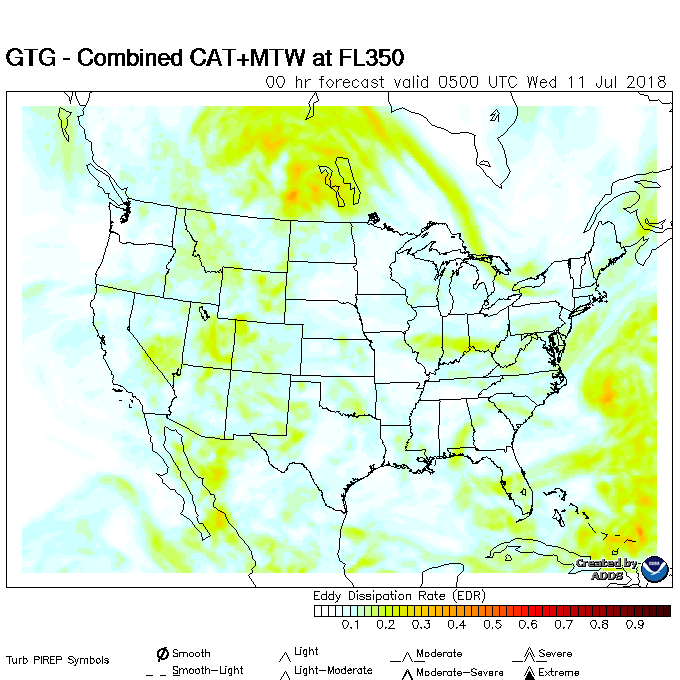 GTG - Combined CAT+MTW at FL350
00 hr forecast valid 0500 UTC Wed 11 Jul 2018
Created by
ADDS
NOAA
Eddy Dissipation Rate (EDR)
0.1 0.2 0.3 0.4 0.5 0.6 0.7 0.8 0.9
Turb PIREP Symbols
Smooth Light Moderate Severe
Smooth-Light Light-Moderate Moderate-Severe Extreme